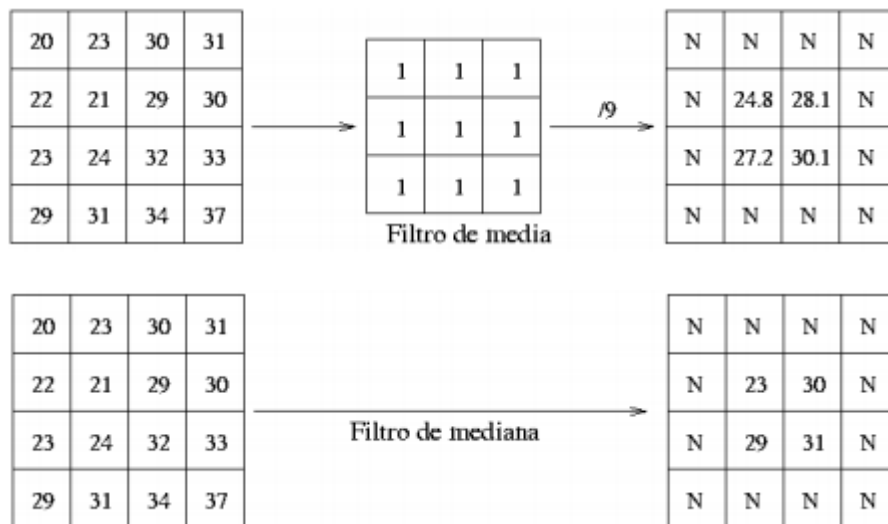 20 23 30 31 1 1 1 N N N N
22 21 29 30 /9 N 24.8 28.1 N
23 24 32 33 1 1 1 N 27.2 30.1 N
29 31 34 37 1 1 1 N N N N
Filtro de media
20 23 30 31 N N N N
22 21 29 30 N 23 30 N
Filtro de mediana
23 24 32 33 N 29 31 N
29 31 34 37 N N N N